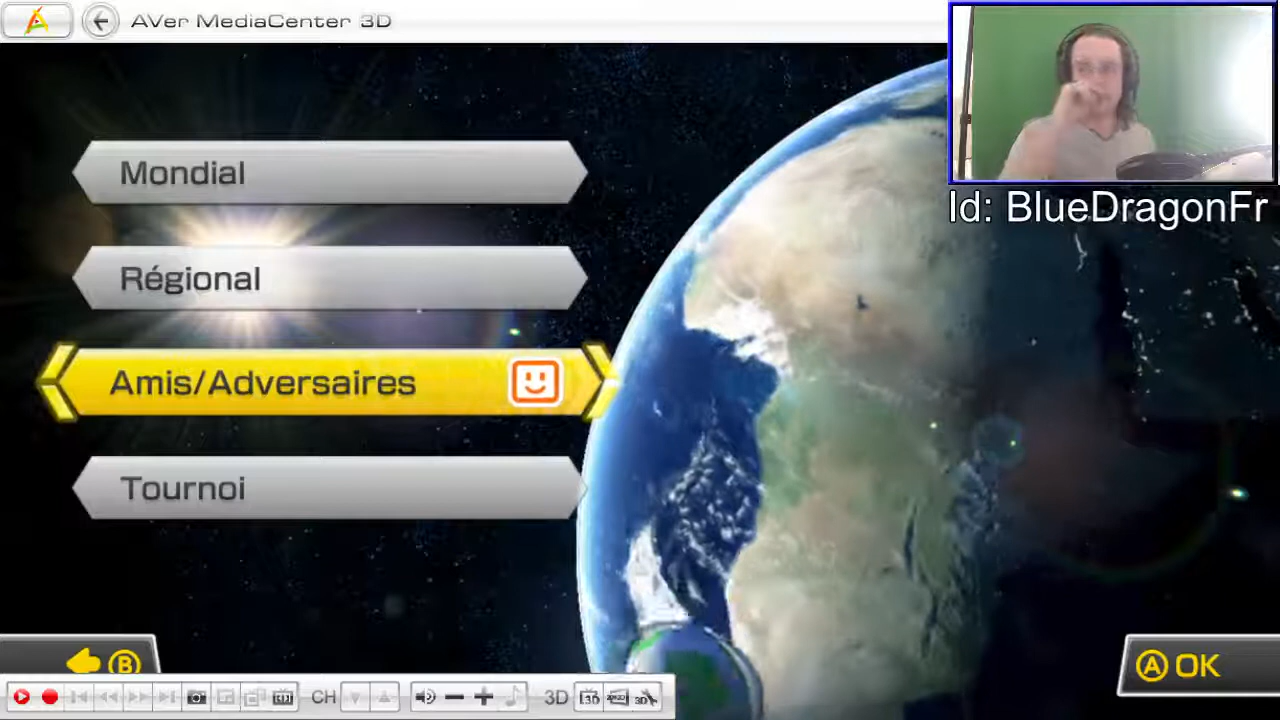 AVer MediaCenter 3D
Id: BlueDragonFr
Mondial
Régional
Amis/Adversaires
Tournoi
B
A OK
CH
3D